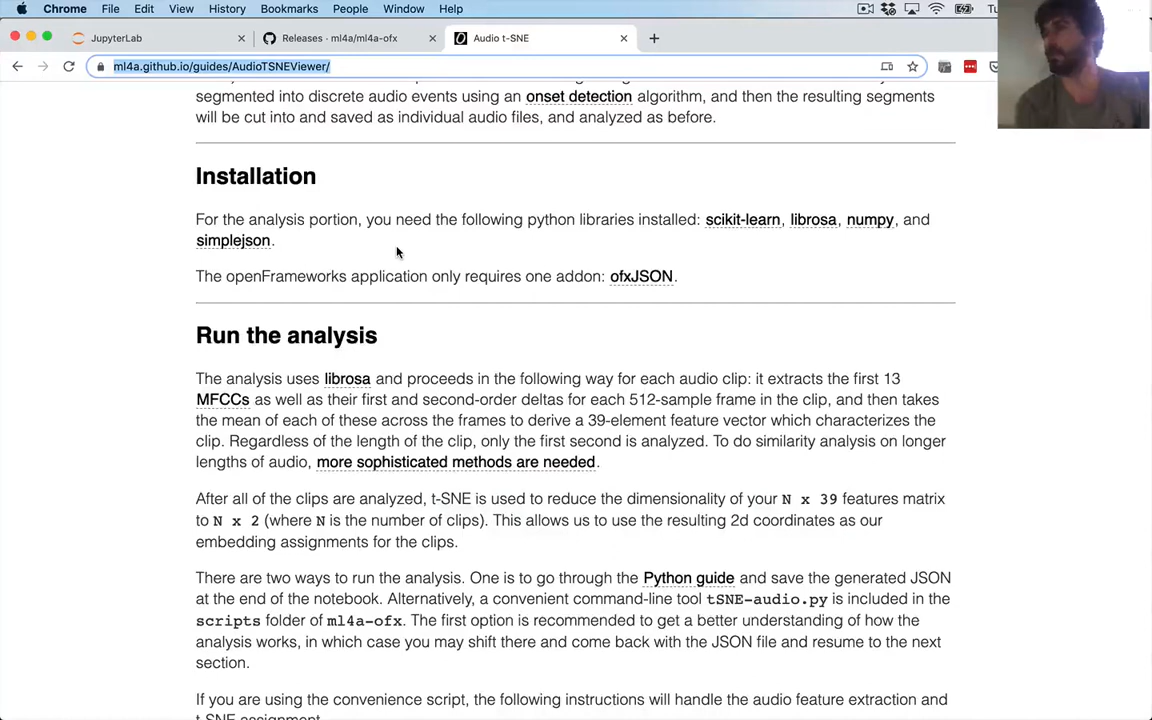 Chrome File Edit View History Bookmarks People Window Help
JupyterLab Releases · ml4a/ml4a-ofx Audio t-SNE
ml4a.github.io/guides/AudioTSNEViewer/
segmented into discrete audio events using an onset detection algorithm, and then the resulting segments
will be cut into and saved as individual audio files, and analyzed as before.
Installation
For the analysis portion, you need the following python libraries installed: scikit-learn, librosa, numpy, and
simplejson.
The openFrameworks application only requires one addon: ofxJSON.
Run the analysis
The analysis uses librosa and proceeds in the following way for each audio clip: it extracts the first 13
MFCCs as well as their first and second-order deltas for each 512-sample frame in the clip, and then takes
the mean of each of these across the frames to derive a 39-element feature vector which characterizes the
clip. Regardless of the length of the clip, only the first second is analyzed. To do similarity analysis on longer
lengths of audio, more sophisticated methods are needed.
After all of the clips are analyzed, t-SNE is used to reduce the dimensionality of your N x 39 features matrix
to N x 2 (where N is the number of clips). This allows us to use the resulting 2d coordinates as our
embedding assignments for the clips.
There are two ways to run the analysis. One is to go through the Python guide and save the generated JSON
at the end of the notebook. Alternatively, a convenient command-line tool tSNE-audio.py is included in the
scripts folder of ml4a-ofx. The first option is recommended to get a better understanding of how the
analysis works, in which case you may shift there and come back with the JSON file and resume to the next
section.
If you are using the convenience script, the following instructions will handle the audio feature extraction and
t-SNE assignment.